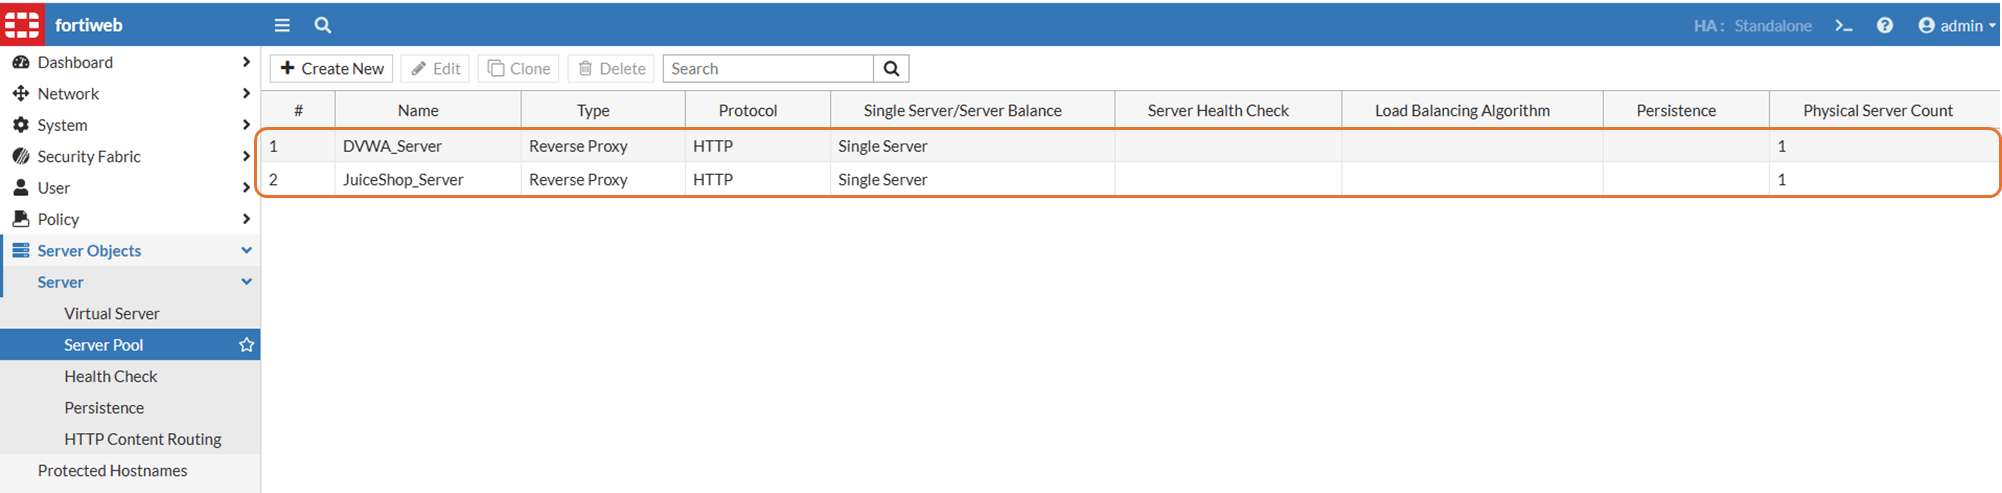 fortiweb
HA: Standalone
admin
Dashboard
Network
System
Security Fabric
User
Policy
Server Objects
Server
Virtual Server
Server Pool
Health Check
Persistence
HTTP Content Routing
Protected Hostnames
Create New Edit Clone Delete Search
# Name Type Protocol Single Server/Server Balance Server Health Check Load Balancing Algorithm Persistence Physical Server Count
1 DVWA_Server Reverse Proxy HTTP Single Server 1
2 JuiceShop_Server Reverse Proxy HTTP Single Server 1